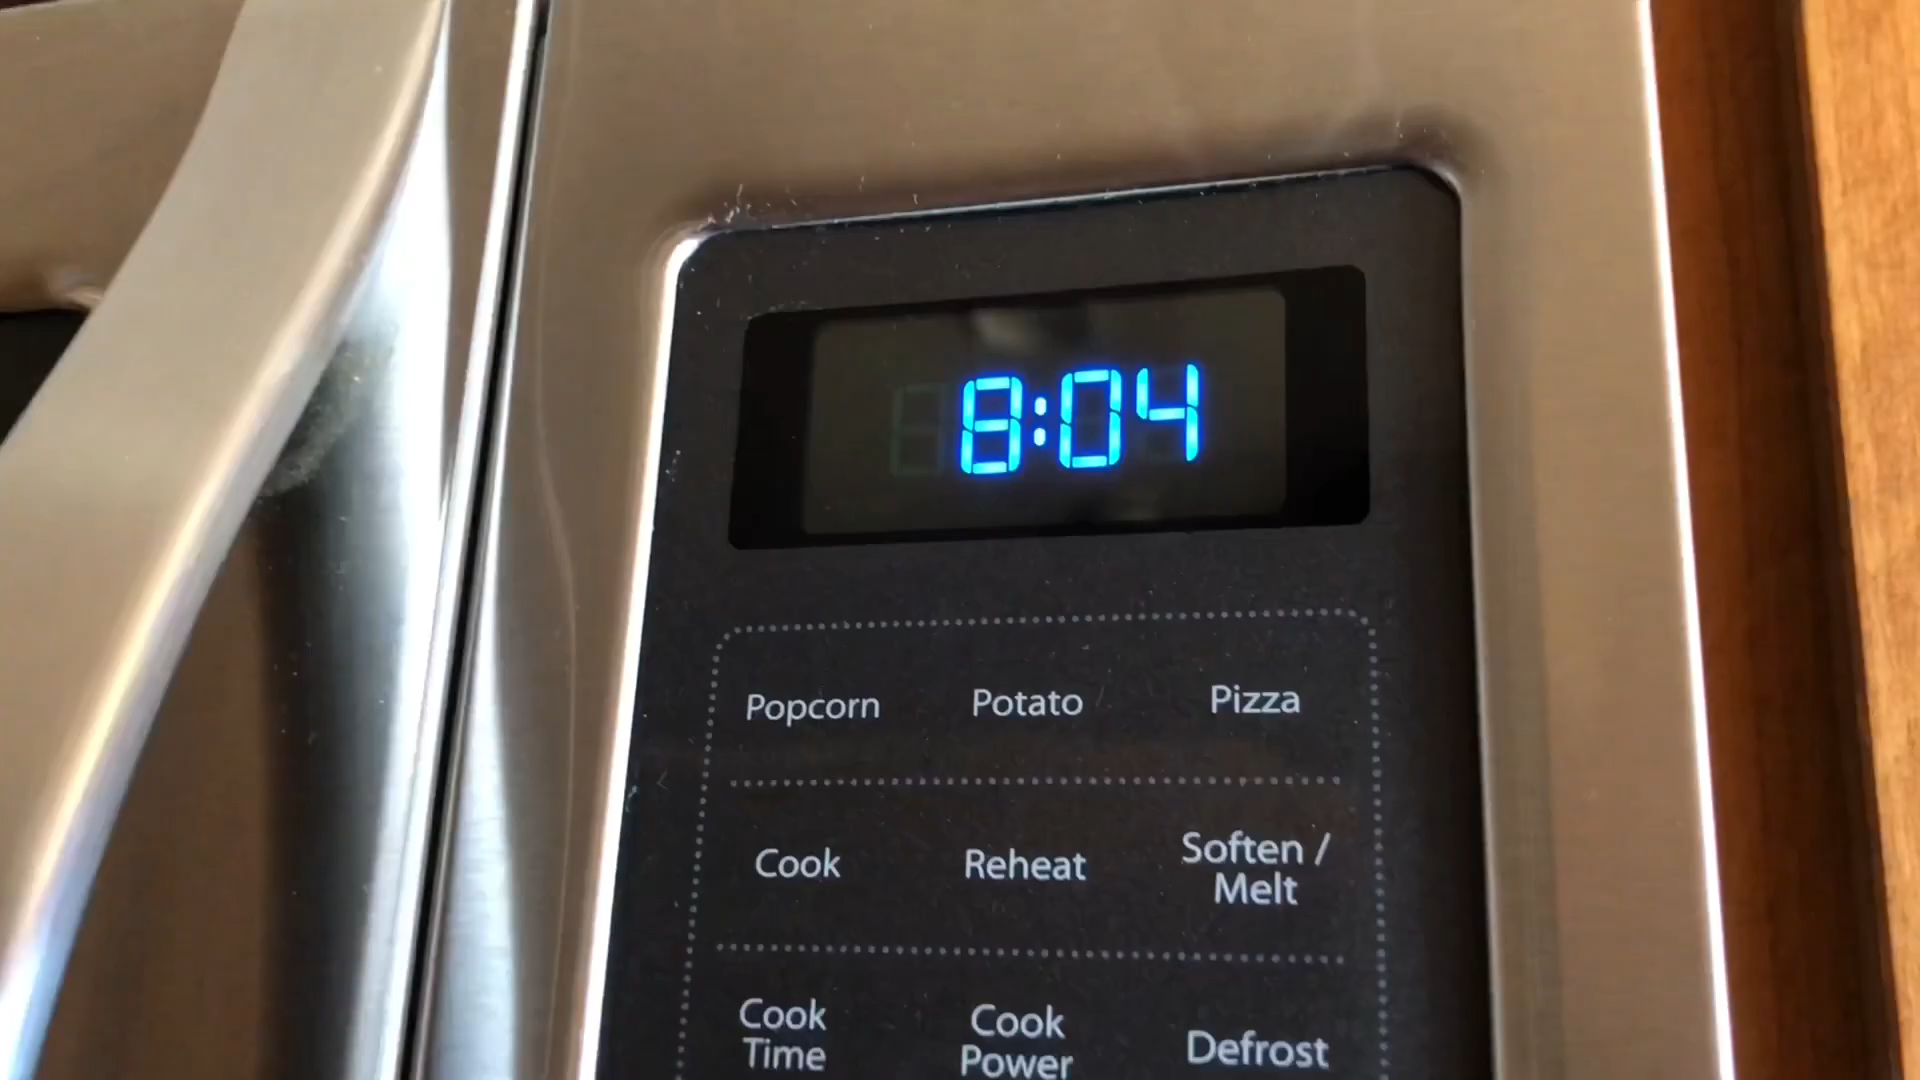 8:04
Popcorn Potato Pizza
Cook Reheat Soften /
Melt
Cook Cook Defrost
Time Power